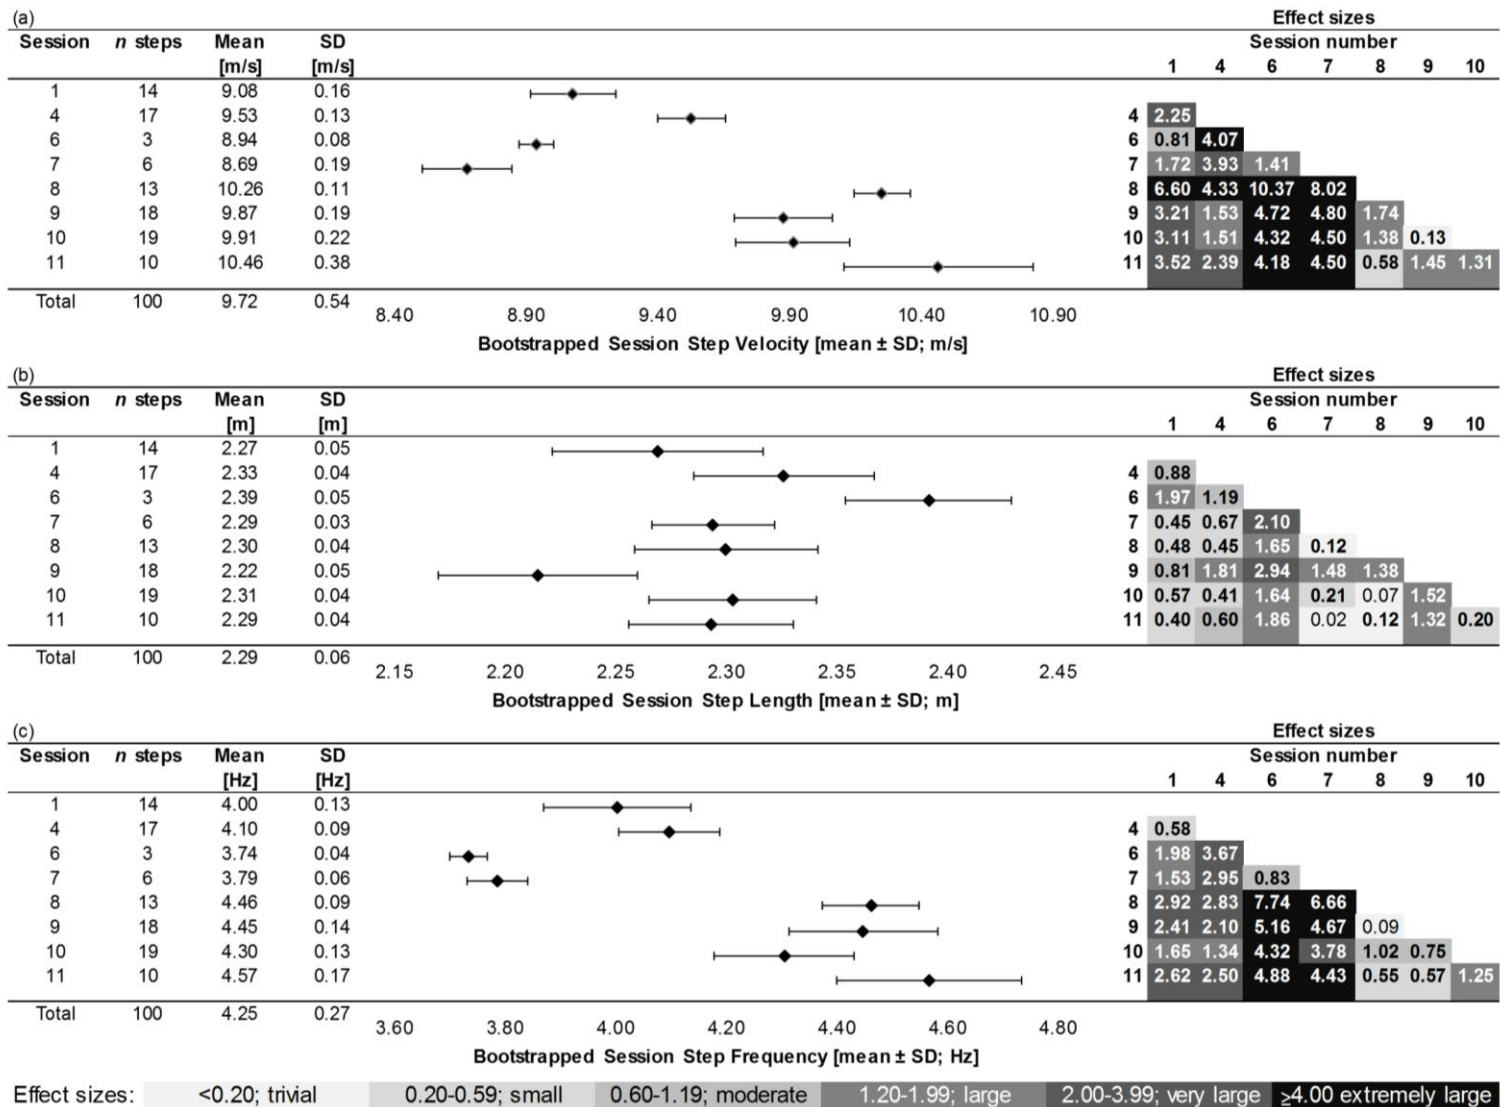 (a)
Effect sizes
Session n steps Mean SD Session number
[m/s] [m/s] 1 4 6 7 8 9 10
1 14 9.08 0.16
4 17 9.53 0.13 4 2.25
6 3 8.94 0.08 6 0.81 4.07
7 6 8.69 0.19 7 1.72 3.93 1.41
8 13 10.26 0.11 8 6.60 4.33 10.37 8.02
9 18 9.87 0.19 9 3.21 1.53 4.72 4.80 1.74
10 19 9.91 0.22 10 3.11 1.51 4.32 4.50 1.38 0.13
11 10 10.46 0.38 11 3.52 2.39 4.18 4.50 0.58 1.45 1.31
Total 100 9.72 0.54
8.40 8.90 9.40 9.90 10.40 10.90
Bootstrapped Session Step Velocity [mean ± SD; m/s]
(b)
Effect sizes
Session n steps Mean SD Session number
[m] [m] 1 4 6 7 8 9 10
1 14 2.27 0.05
4 17 2.33 0.04 4 0.88
6 3 2.39 0.05 6 1.97 1.19
7 6 2.29 0.03 7 0.45 0.67 2.10
8 13 2.30 0.04 8 0.48 0.45 1.65 0.12
9 18 2.22 0.05 9 0.81 1.81 2.94 1.48 1.38
10 19 2.31 0.04 10 0.57 0.41 1.64 0.21 0.07 1.52
11 10 2.29 0.04 11 0.40 0.60 1.86 0.02 0.12 1.32 0.20
Total 100 2.29 0.06
2.15 2.20 2.25 2.30 2.35 2.40 2.45
Bootstrapped Session Step Length [mean ± SD; m]
(c)
Effect sizes
Session n steps Mean SD Session number
[Hz] [Hz] 1 4 6 7 8 9 10
1 14 4.00 0.13
4 17 4.10 0.09 4 0.58
6 3 3.74 0.04 6 1.98 3.67
7 6 3.79 0.06 7 1.53 2.95 0.83
8 13 4.46 0.09 8 2.92 2.83 7.74 6.66
9 18 4.45 0.14 9 2.41 2.10 5.16 4.67 0.09
10 19 4.30 0.13 10 1.65 1.34 4.32 3.78 1.02 0.75
11 10 4.57 0.17 11 2.62 2.50 4.88 4.43 0.55 0.57 1.25
Total 100 4.25 0.27
3.60 3.80 4.00 4.20 4.40 4.60 4.80
Bootstrapped Session Step Frequency [mean ± SD; Hz]
Effect sizes: <0.20; trivial 0.20-0.59; small 0.60-1.19; moderate 1.20-1.99; large 2.00-3.99; very large ≥4.00 extremely large